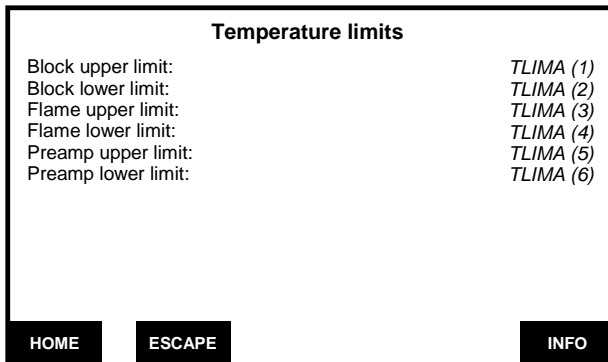 Temperature limits
Block upper limit: TLIMA (1)
Block lower limit: TLIMA (2)
Flame upper limit: TLIMA (3)
Flame lower limit: TLIMA (4)
Preamp upper limit: TLIMA (5)
Preamp lower limit: TLIMA (6)
HOME ESCAPE INFO